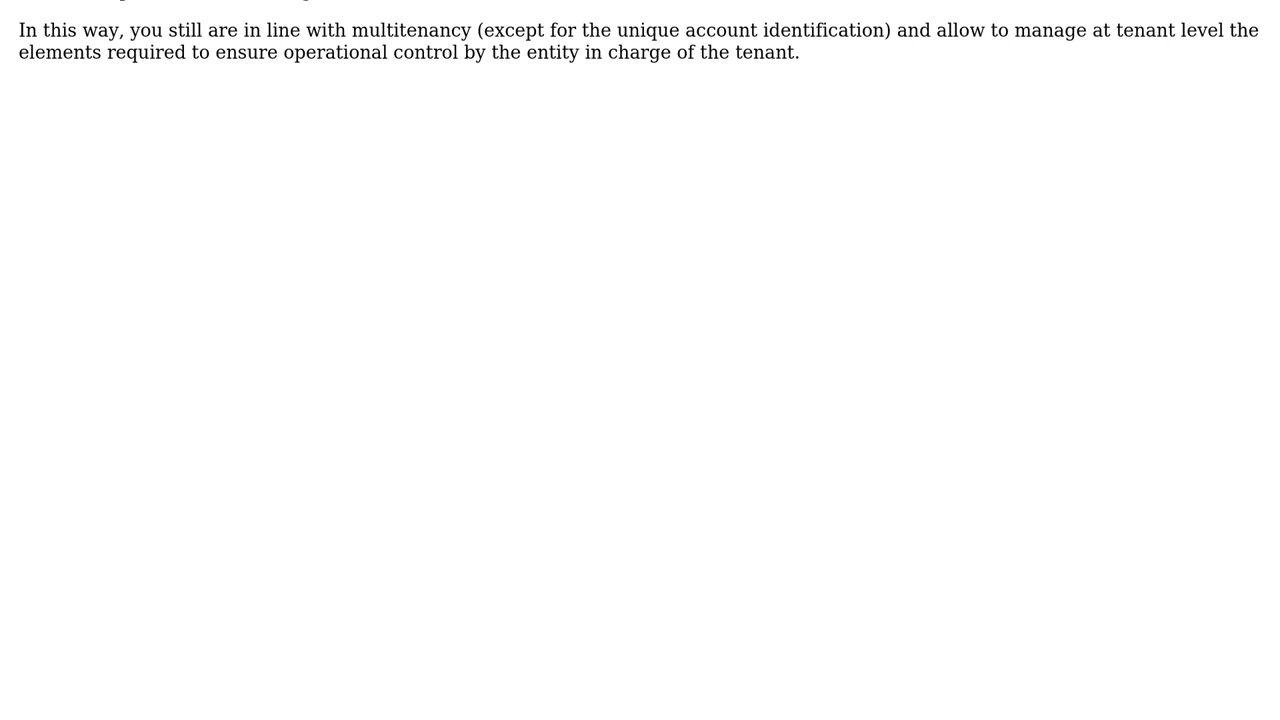 In this way, you still are in line with multitenancy (except for the unique account identification) and allow to manage at tenant level the
elements required to ensure operational control by the entity in charge of the tenant.